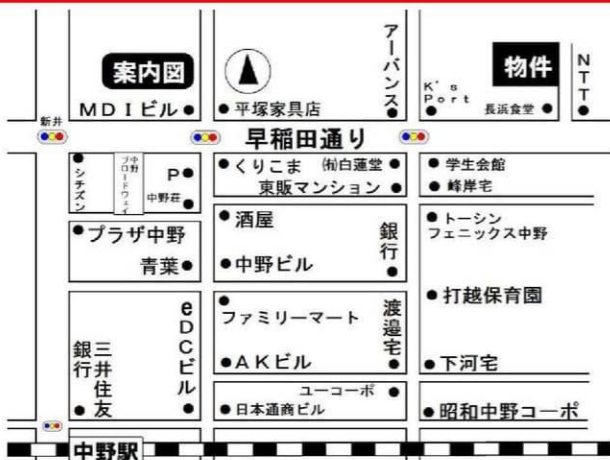 案内図
MDIビル
平塚家具店
アーバンス
K's
Port
物件
長浜食堂
NTT
新井
早稲田通り
シチズン
中野
ブロードウェイ
P
中野荘
くりこま
㈲白蓮堂
東販マンション
学生会館
峰岸宅
プラザ中野
青葉
酒屋
中野ビル
銀行
トーシン
フェニックス中野
打越保育園
三井住友
銀行
eDCビル
ファミリーマート
AKビル
渡邉宅
下河宅
ユーコーポ
日本通商ビル
昭和中野コーポ
中野駅